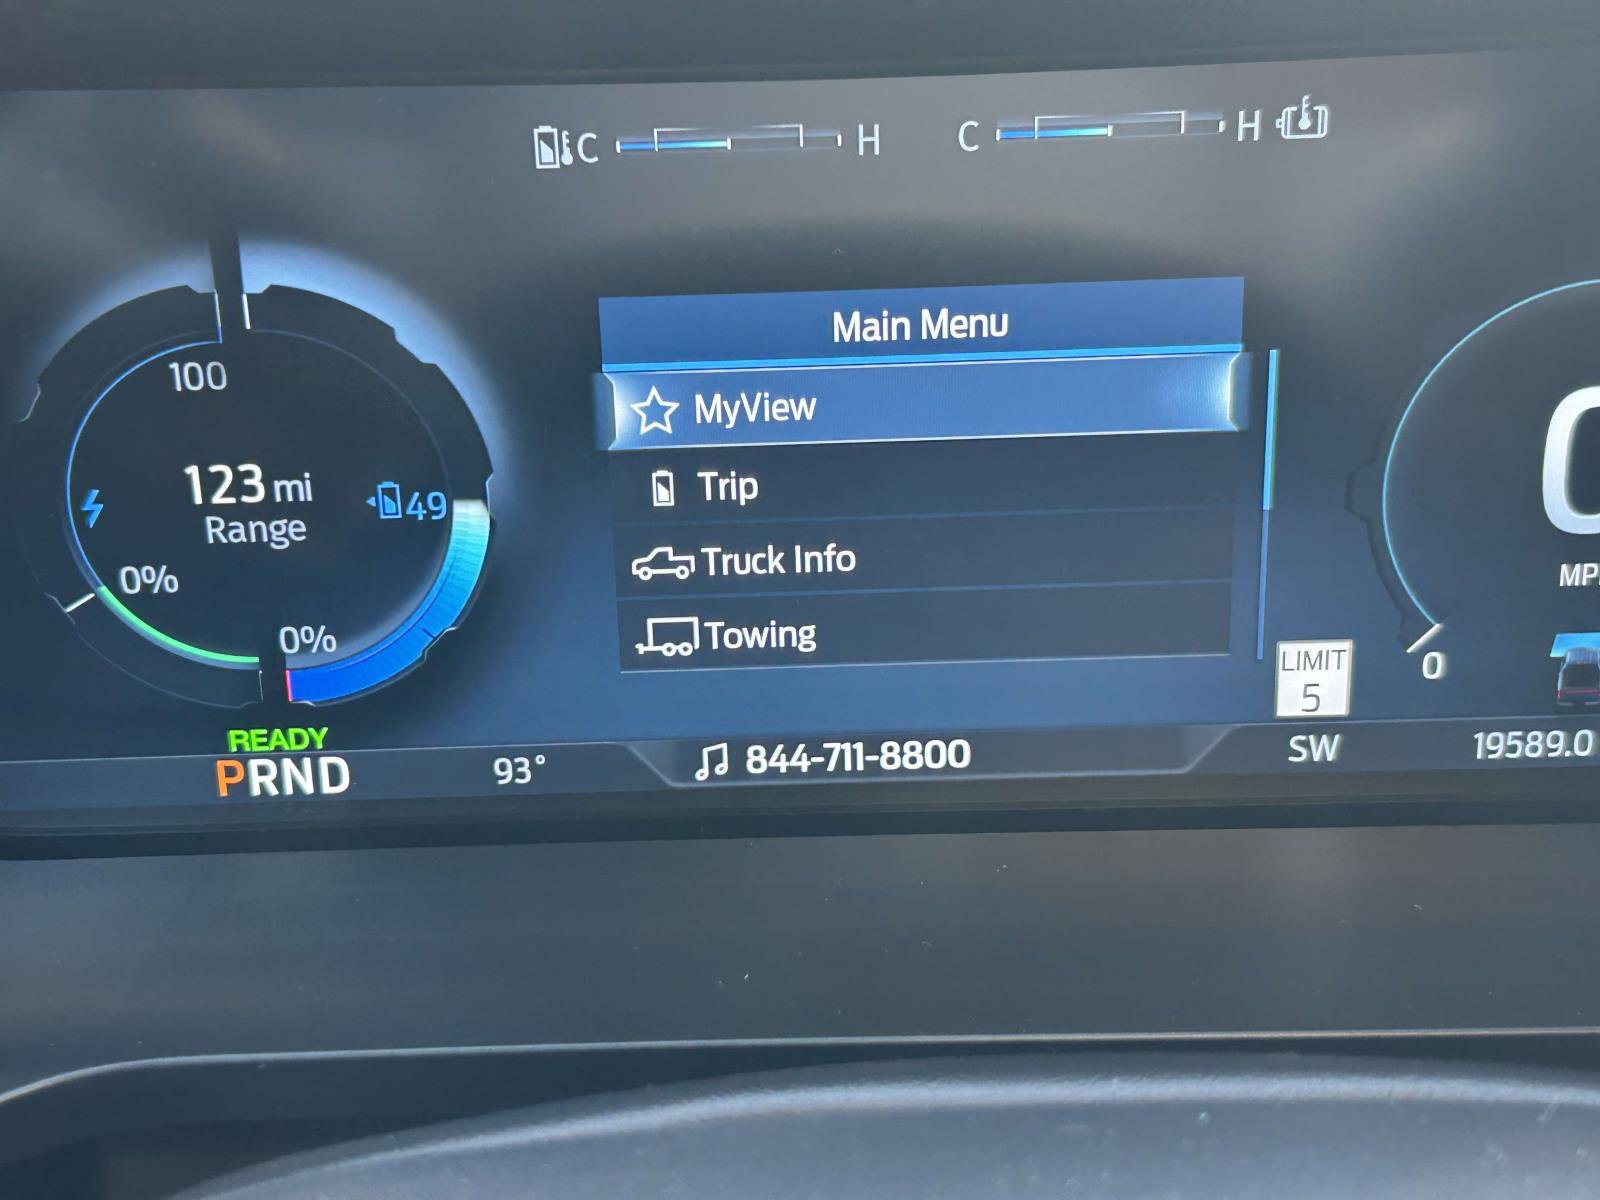 C H
C H
Main Menu
MyView
Trip
Truck Info
Towing
100
123 mi
Range
49
0%
0%
0
LIMIT
5
0
READY
PRND
93°
844-711-8800
SW
19589.0